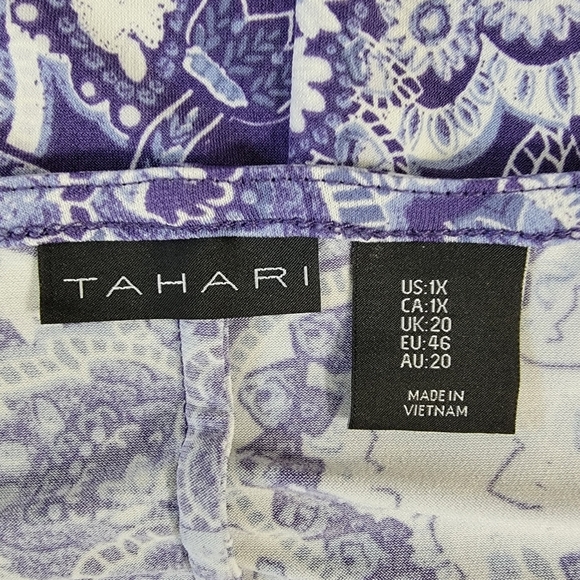 TAHARI
US:1X
CA:1X
UK:20
EU:46
AU:20
MADE IN
VIETNAM